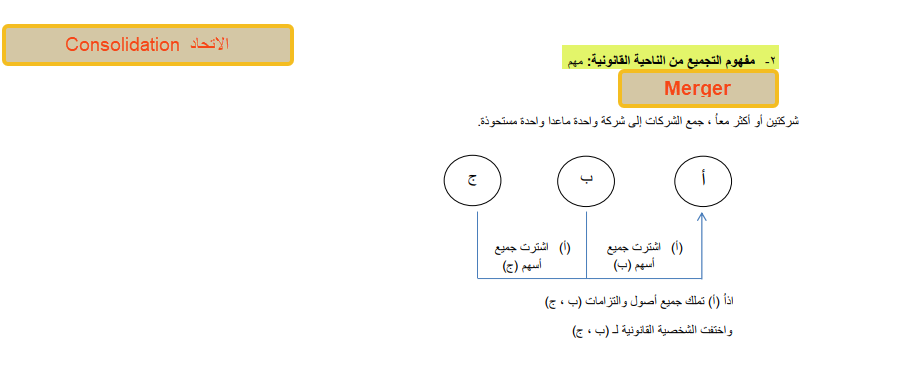 الاتحاد Consolidation
٢- مفهوم التجميع من الناحية القانونية: مهم
Merger
شركتين أو أكثر معاً ، جمع الشركات إلى شركة واحدة ماعدا واحدة مستحوذة.
أ
ب
ج
(أ) اشترت جميع
أسهم (ب)
(أ) اشترت جميع
أسهم (ج)
اذاً (أ) تملك جميع أصول والتزامات (ب ، ج)
واختفت الشخصية القانونية لـ (ب ، ج)